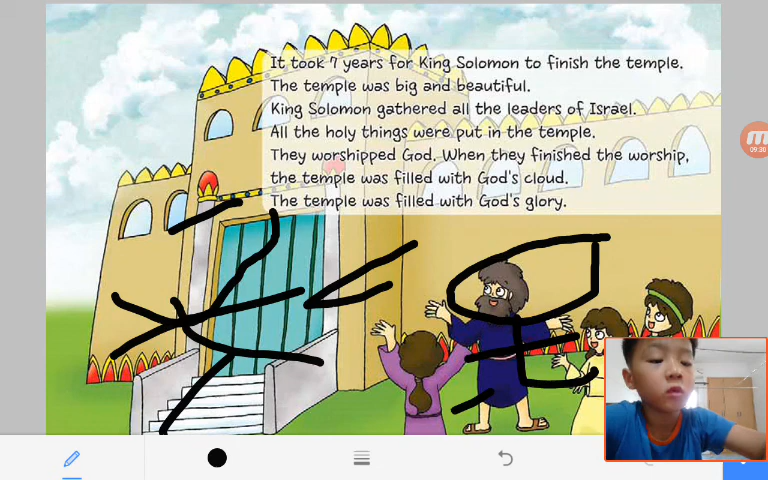 It took 7 years for King Solomon to finish the temple.
The temple was big and beautiful.
King Solomon gathered all the leaders of Israel.
All the holy things were put in the temple.
They worshipped God. When they finished the worship,
the temple was filled with God's cloud.
The temple was filled with God's glory.
09:30